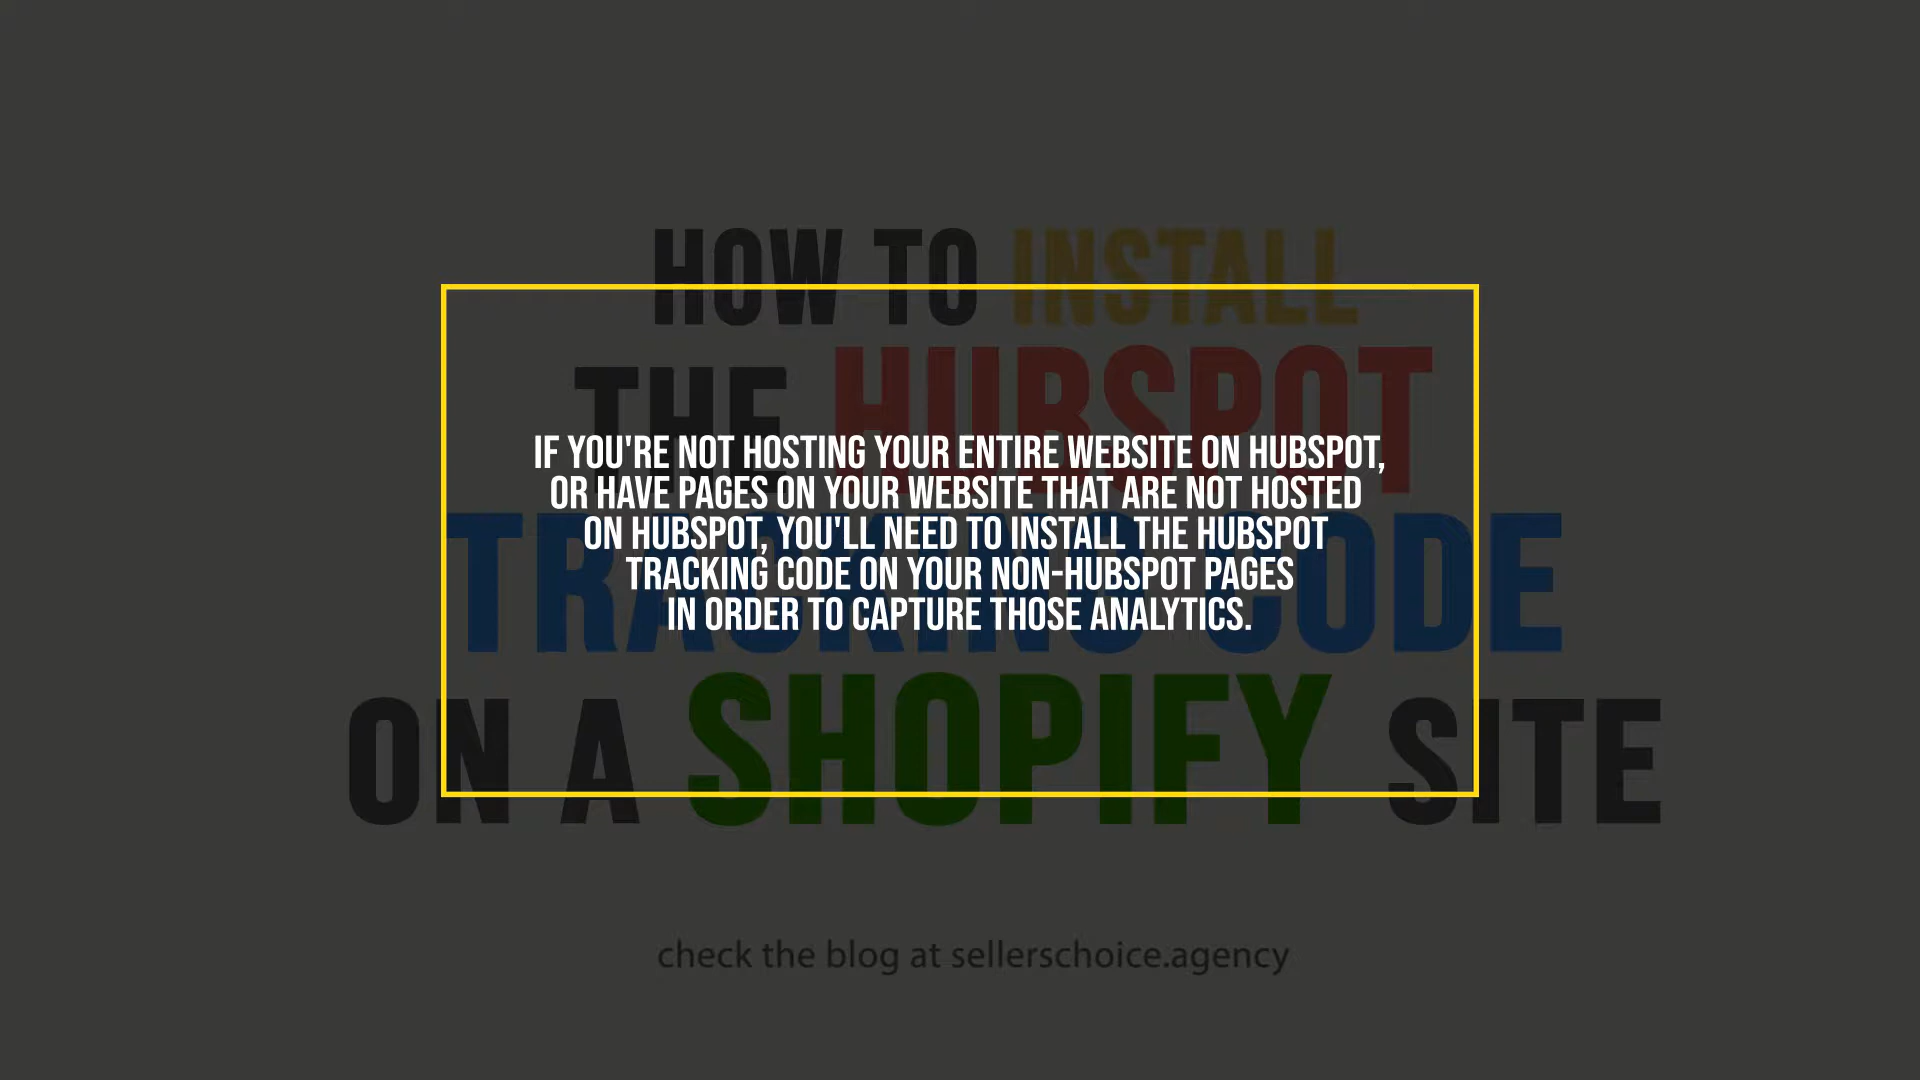 HOW TO INSTALL
THE HUBSPOT
IF YOU'RE NOT HOSTING YOUR ENTIRE WEBSITE ON HUBSPOT,
OR HAVE PAGES ON YOUR WEBSITE THAT ARE NOT HOSTED
ON HUBSPOT, YOU'LL NEED TO INSTALL THE HUBSPOT
TRACKING CODE ON YOUR NON-HUBSPOT PAGES
IN ORDER TO CAPTURE THOSE ANALYTICS.
TRACKING CODE
ON A SHOPIFY SITE
check the blog at sellerschoice.agency